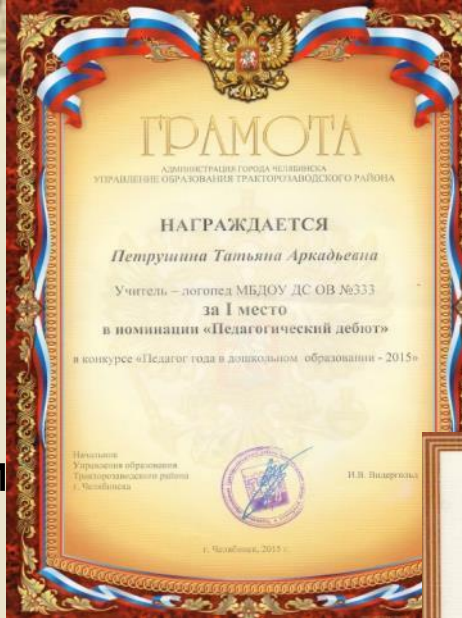 ГРАМОТА
АДМИНИСТРАЦИЯ ГОРОДА ЧЕЛЯБИНСКА
УПРАВЛЕНИЕ ОБРАЗОВАНИЯ ТРАКТОРОЗАВОДСКОГО РАЙОНА
НАГРАЖДАЕТСЯ
Петрушина Татьяна Аркадьевна
Учитель – логопед МБДОУ ДС ОВ №333
за I место
в номинации «Педагогический дебют»
в конкурсе «Педагог года в дошкольном образовании - 2015»
Начальник
Управления образования
Тракторозаводского района
г. Челябинска
И.В.
г. Челябинск, 2015 г.